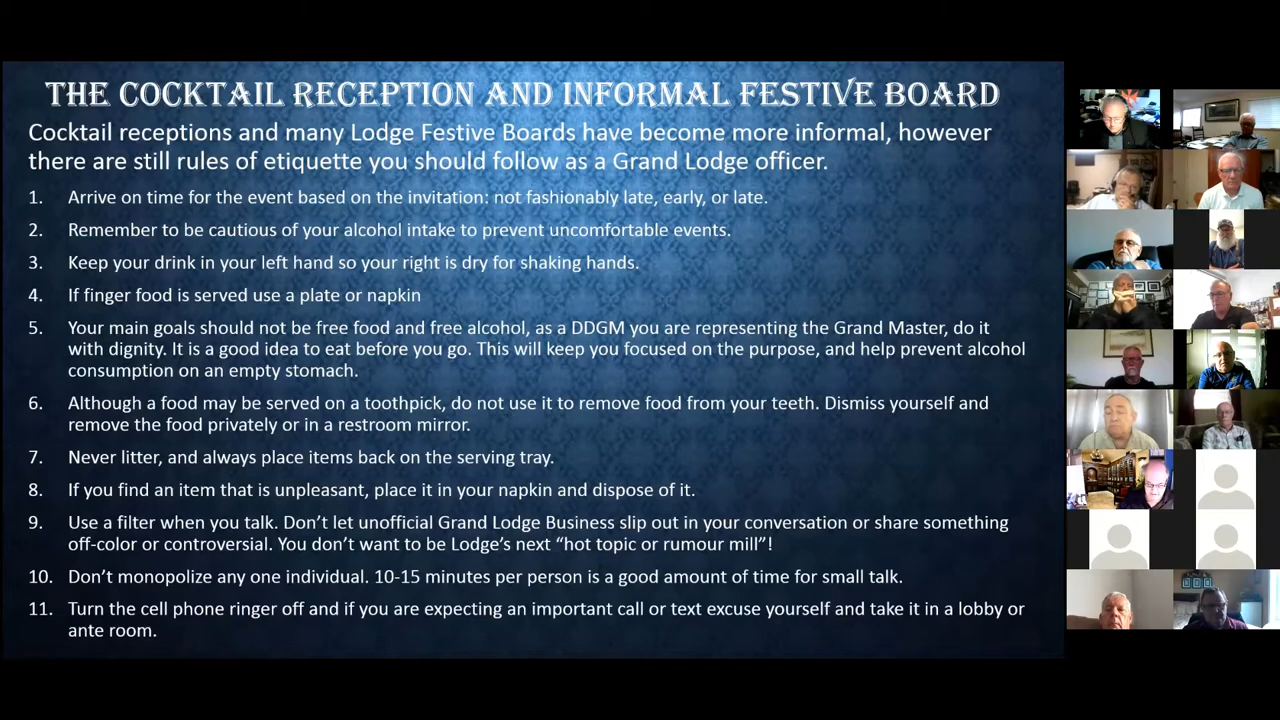 THE COCKTAIL RECEPTION AND INFORMAL FESTIVE BOARD
Cocktail receptions and many Lodge Festive Boards have become more informal, however
there are still rules of etiquette you should follow as a Grand Lodge officer.
1. Arrive on time for the event based on the invitation: not fashionably late, early, or late.
2. Remember to be cautious of your alcohol intake to prevent uncomfortable events.
3. Keep your drink in your left hand so your right is dry for shaking hands.
4. If finger food is served use a plate or napkin
5. Your main goals should not be free food and free alcohol, as a DDGM you are representing the Grand Master, do it
with dignity. It is a good idea to eat before you go. This will keep you focused on the purpose, and help prevent alcohol
consumption on an empty stomach.
6. Although a food may be served on a toothpick, do not use it to remove food from your teeth. Dismiss yourself and
remove the food privately or in a restroom mirror.
7. Never litter, and always place items back on the serving tray.
8. If you find an item that is unpleasant, place it in your napkin and dispose of it.
9. Use a filter when you talk. Don’t let unofficial Grand Lodge Business slip out in your conversation or share something
off-color or controversial. You don’t want to be Lodge’s next “hot topic or rumour mill”!
10. Don’t monopolize any one individual. 10-15 minutes per person is a good amount of time for small talk.
11. Turn the cell phone ringer off and if you are expecting an important call or text excuse yourself and take it in a lobby or
ante room.